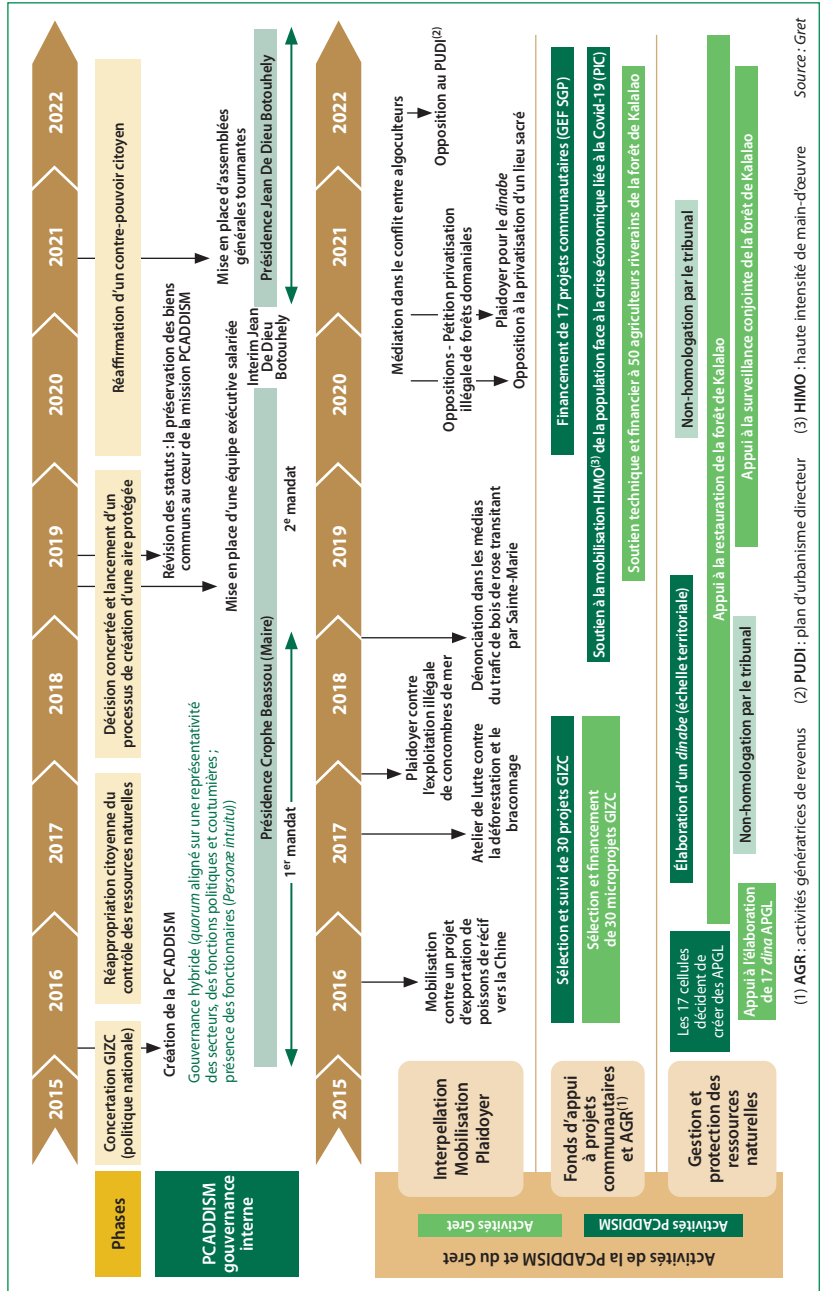 2015
2016
2017
2018
2019
2020
2021
2022
Phases
Concertation GIZC
(politique nationale)
Réappropriation citoyenne du
contrôle des ressources naturelles
Décision concertée et lancement d'un
processus de création d'une aire protégée
Réaffirmation d'un contre-pouvoir citoyen
PCADDISM
gouvernance
interne
Création de la PCADDISM
Gouvernance hybride (quorum aligné sur une représentativité
des secteurs, des fonctions politiques et coutumières ;
présence des fonctionnaires (Personæ intuitu))
Révision des statuts : la préservation des biens
communs au cœur de la mission PCADDISM
Mise en place d'une équipe exécutive salariée
Mise en place d'assemblées
générales tournantes
Présidence Crophe Beassou (Maire)
Interim Jean
De Dieu
Botouhely
Présidence Jean De Dieu Botouhely
1er mandat
2e mandat
2015
2016
2017
2018
2019
2020
2021
2022
Activités de la PCADDISM et du Gret
Activités Gret
Activités PCADDISM
Interpellation
Mobilisation
Plaidoyer
Mobilisation
contre un projet
d'exportation de
poissons de récif
vers la Chine
Plaidoyer contre
l'exploitation illégale
de concombres de mer
Atelier de lutte contre
la déforestation et le
braconnage
Dénonciation dans les médias
du trafic de bois de rose transitant
par Sainte-Marie
Médiation dans le conflit entre algoculteurs
Opposition au PUDI(2)
Oppositions - Pétition privatisation
illégale de forêts domaniales
Plaidoyer pour le dinabe
Opposition à la privatisation d'un lieu sacré
Fonds d'appui
à projets
communautaires
et AGR(1)
Sélection et suivi de 30 projets GIZC
Sélection et financement
de 30 microprojets GIZC
Financement de 17 projets communautaires (GEF SGP)
Soutien à la mobilisation HIMO(3) de la population face à la crise économique liée à la Covid-19 (PIC)
Soutien technique et financier à 50 agriculteurs riverains de la forêt de Kalalao
Gestion et
protection des
ressources
naturelles
Les 17 cellules
décident de
créer des APGL
Élaboration d'un dinabe (échelle territoriale)
Non-homologation par le tribunal
Appui à la restauration de la forêt de Kalalao
Appui à l'élaboration
de 17 dina APGL
Non-homologation par le tribunal
Appui à la surveillance conjointe de la forêt de Kalalao
(1) AGR : activités génératrices de revenus
(2) PUDI : plan d'urbanisme directeur
(3) HIMO : haute intensité de main-d'œuvre
Source : Gret